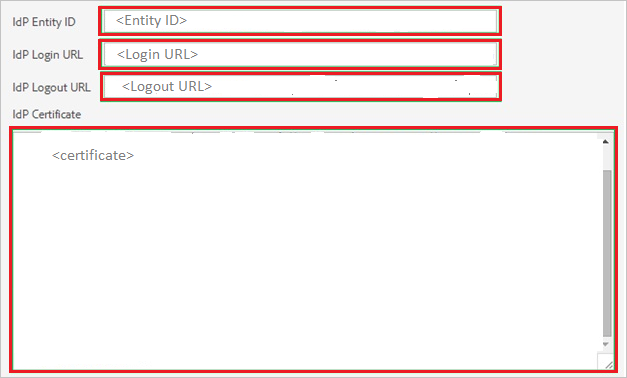 IdP Entity ID <Entity ID>
IdP Login URL <Login URL>
IdP Logout URL <Logout URL>
IdP Certificate
<certificate>